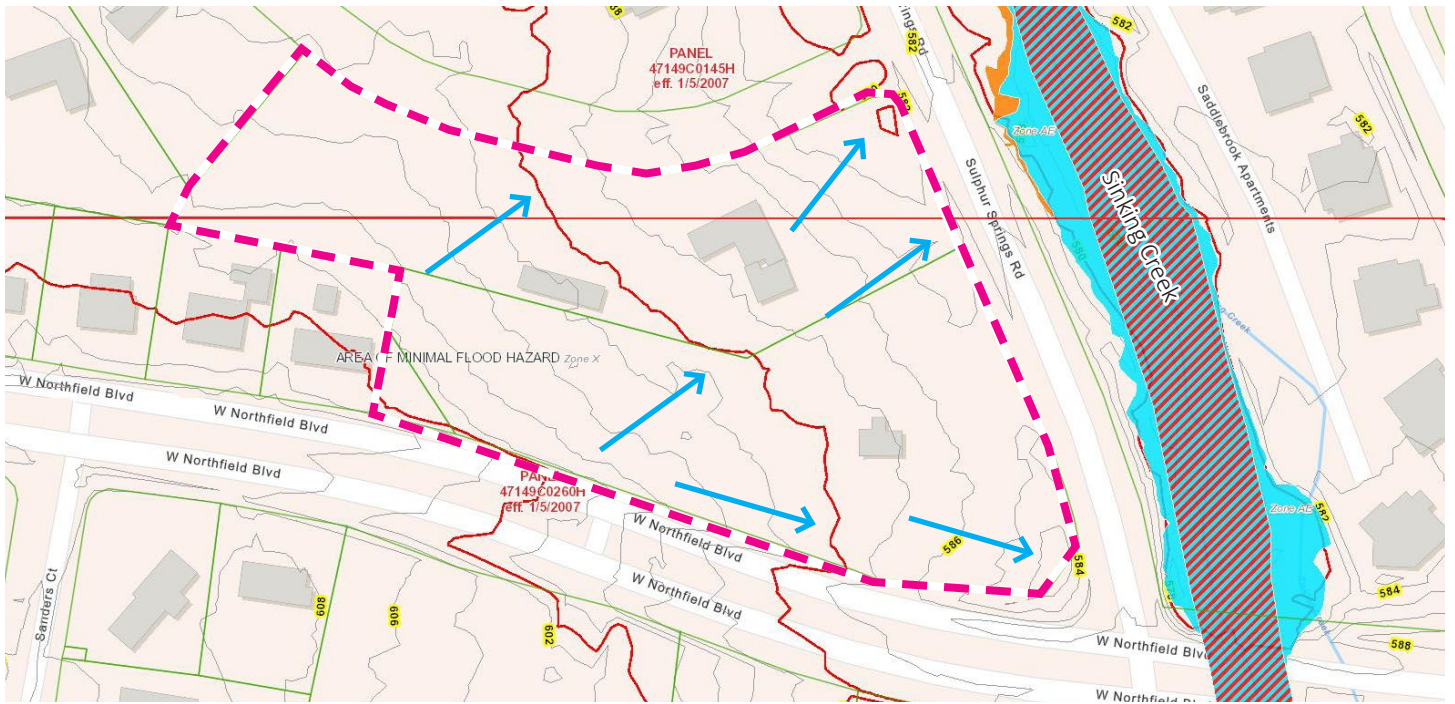 582
582
PANEL
47149C0145H
eff. 1/5/2007
Zone AE
Saddlebrook Apartments
582
Sulphur Springs Rd
Sinking Creek
580
AREA OF MINIMAL FLOOD HAZARD Zone X
W Northfield Blvd
W Northfield Blvd
W Northfield Blvd
PANEL
47149C0260H
eff. 1/5/2007
W Northfield Blvd
W Northfield Blvd
586
584
Zone AE
582
584
588
Sanders Ct
608
606
602
W Northfield Blvd
W Northfield Blvd